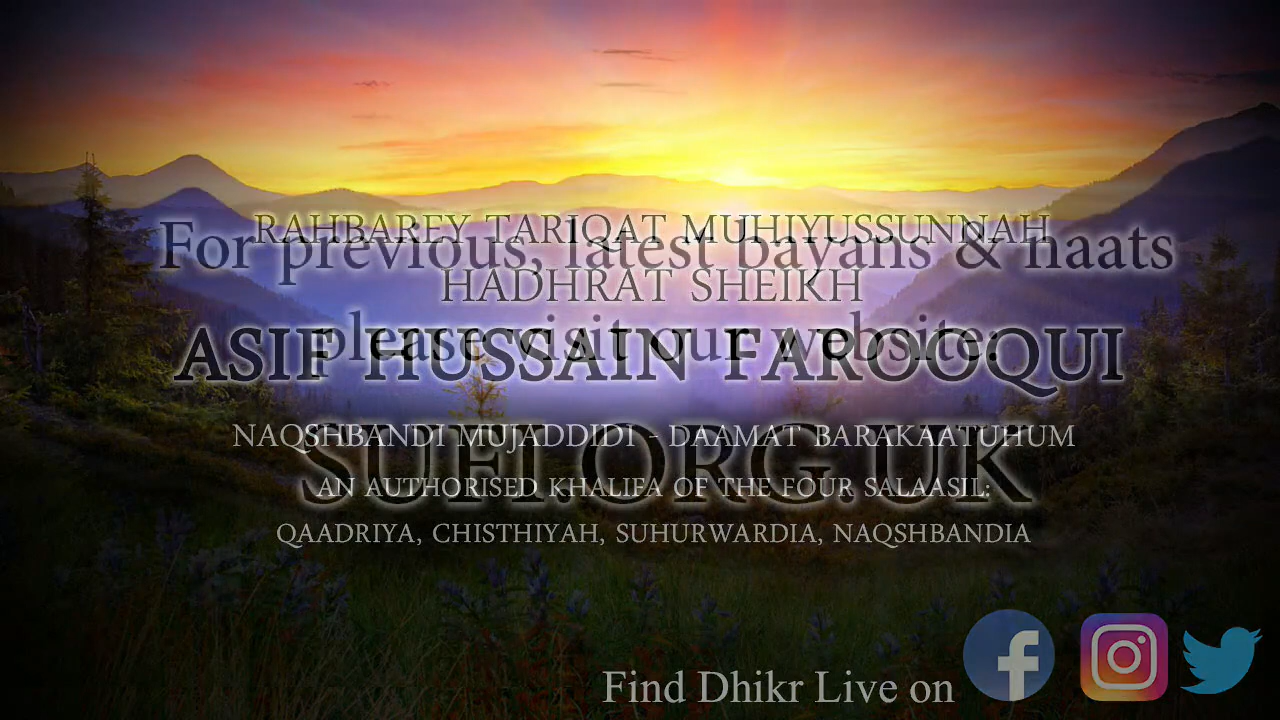 RAHBAREY TARIQAT MUHIYUSSUNNAH
For previous, latest bayans & naats
HADHRAT SHEIKH
please visit our website:
ASIF HUSSAIN FAROOQUI
NAQSHBANDI MUJADDIDI - DAAMAT BARAKAATUHUM
SUFI.ORG.UK
AN AUTHORISED KHALIFA OF THE FOUR SALAASIL:
QAADRIYA, CHISTHIYAH, SUHURWARDIA, NAQSHBANDIA
Find Dhikr Live on